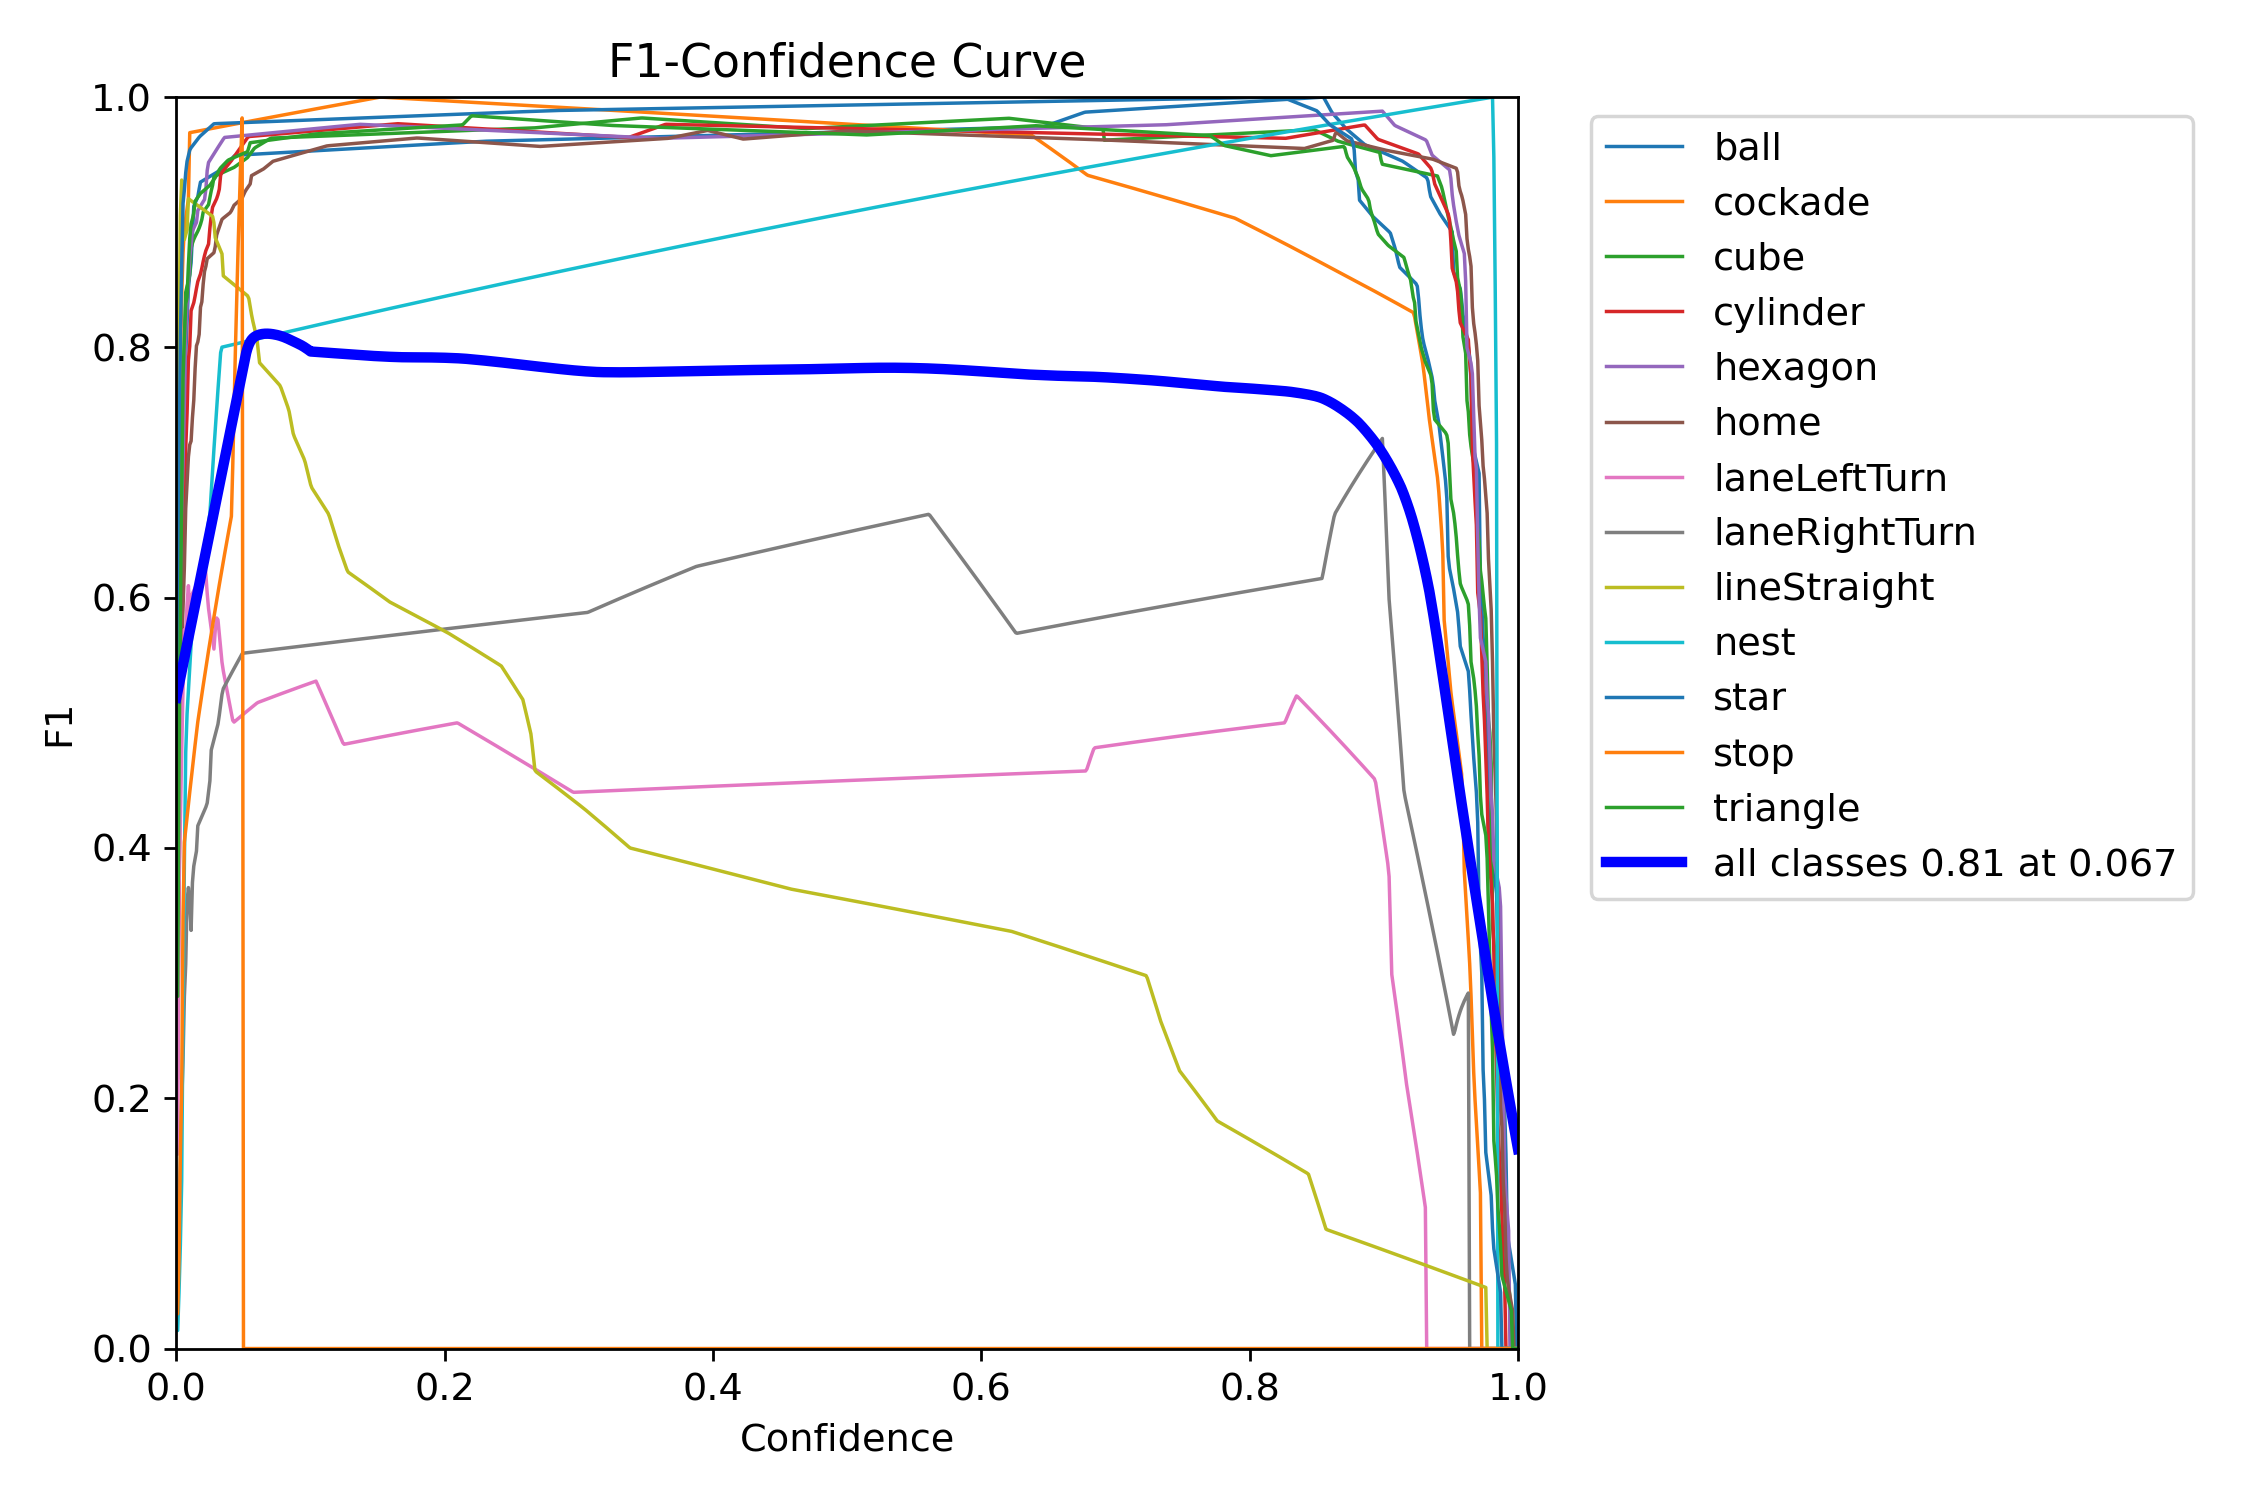 F1-Confidence Curve
1.0
0.8
0.6
0.4
0.2
0.0
F1
0.0 0.2 0.4 0.6 0.8 1.0
Confidence
ball
cockade
cube
cylinder
hexagon
home
laneLeftTurn
laneRightTurn
lineStraight
nest
star
stop
triangle
all classes 0.81 at 0.067